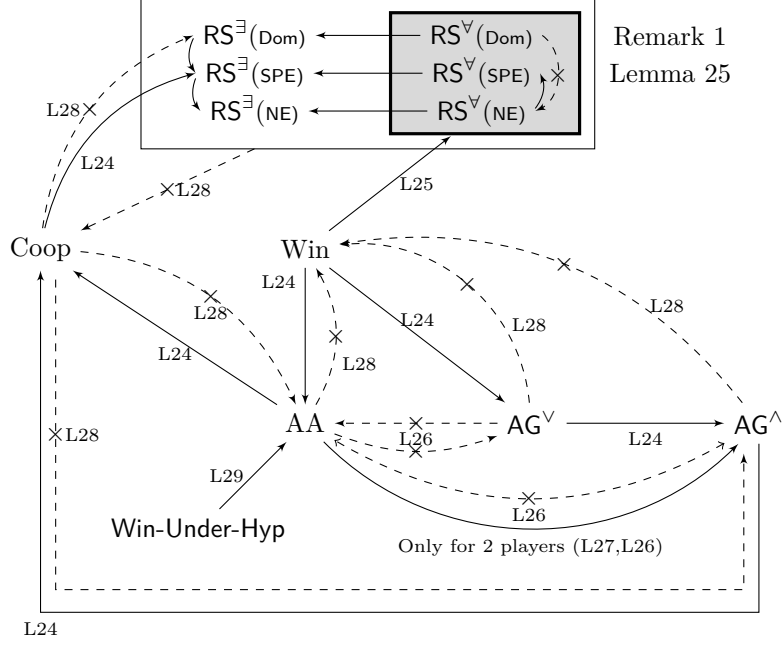 RS∃(Dom) RS∀(Dom) Remark 1
RS∃(SPE) RS∀(SPE) Lemma 25
RS∃(NE) RS∀(NE)
L28
L24
L28
L25
Coop Win
L24
L28
L24
L28
L28
L24
L28
AA AG∨ AG∧
L26
L24
L28
L29
L26
Win-Under-Hyp
Only for 2 players (L27,L26)
L24